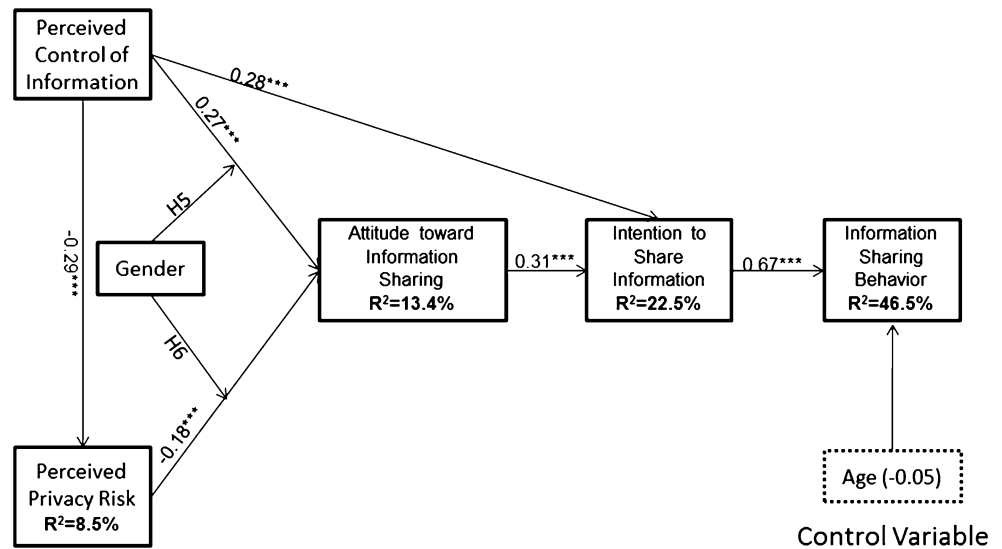 Perceived
Control of
Information
0.28***
0.27***
H5
-0.29***
Gender
H6
-0.18***
Attitude toward
Information
Sharing
R²=13.4%
0.31***
Intention to
Share
Information
R²=22.5%
0.67***
Information
Sharing
Behavior
R²=46.5%
Perceived
Privacy Risk
R²=8.5%
Age (-0.05)
Control Variable